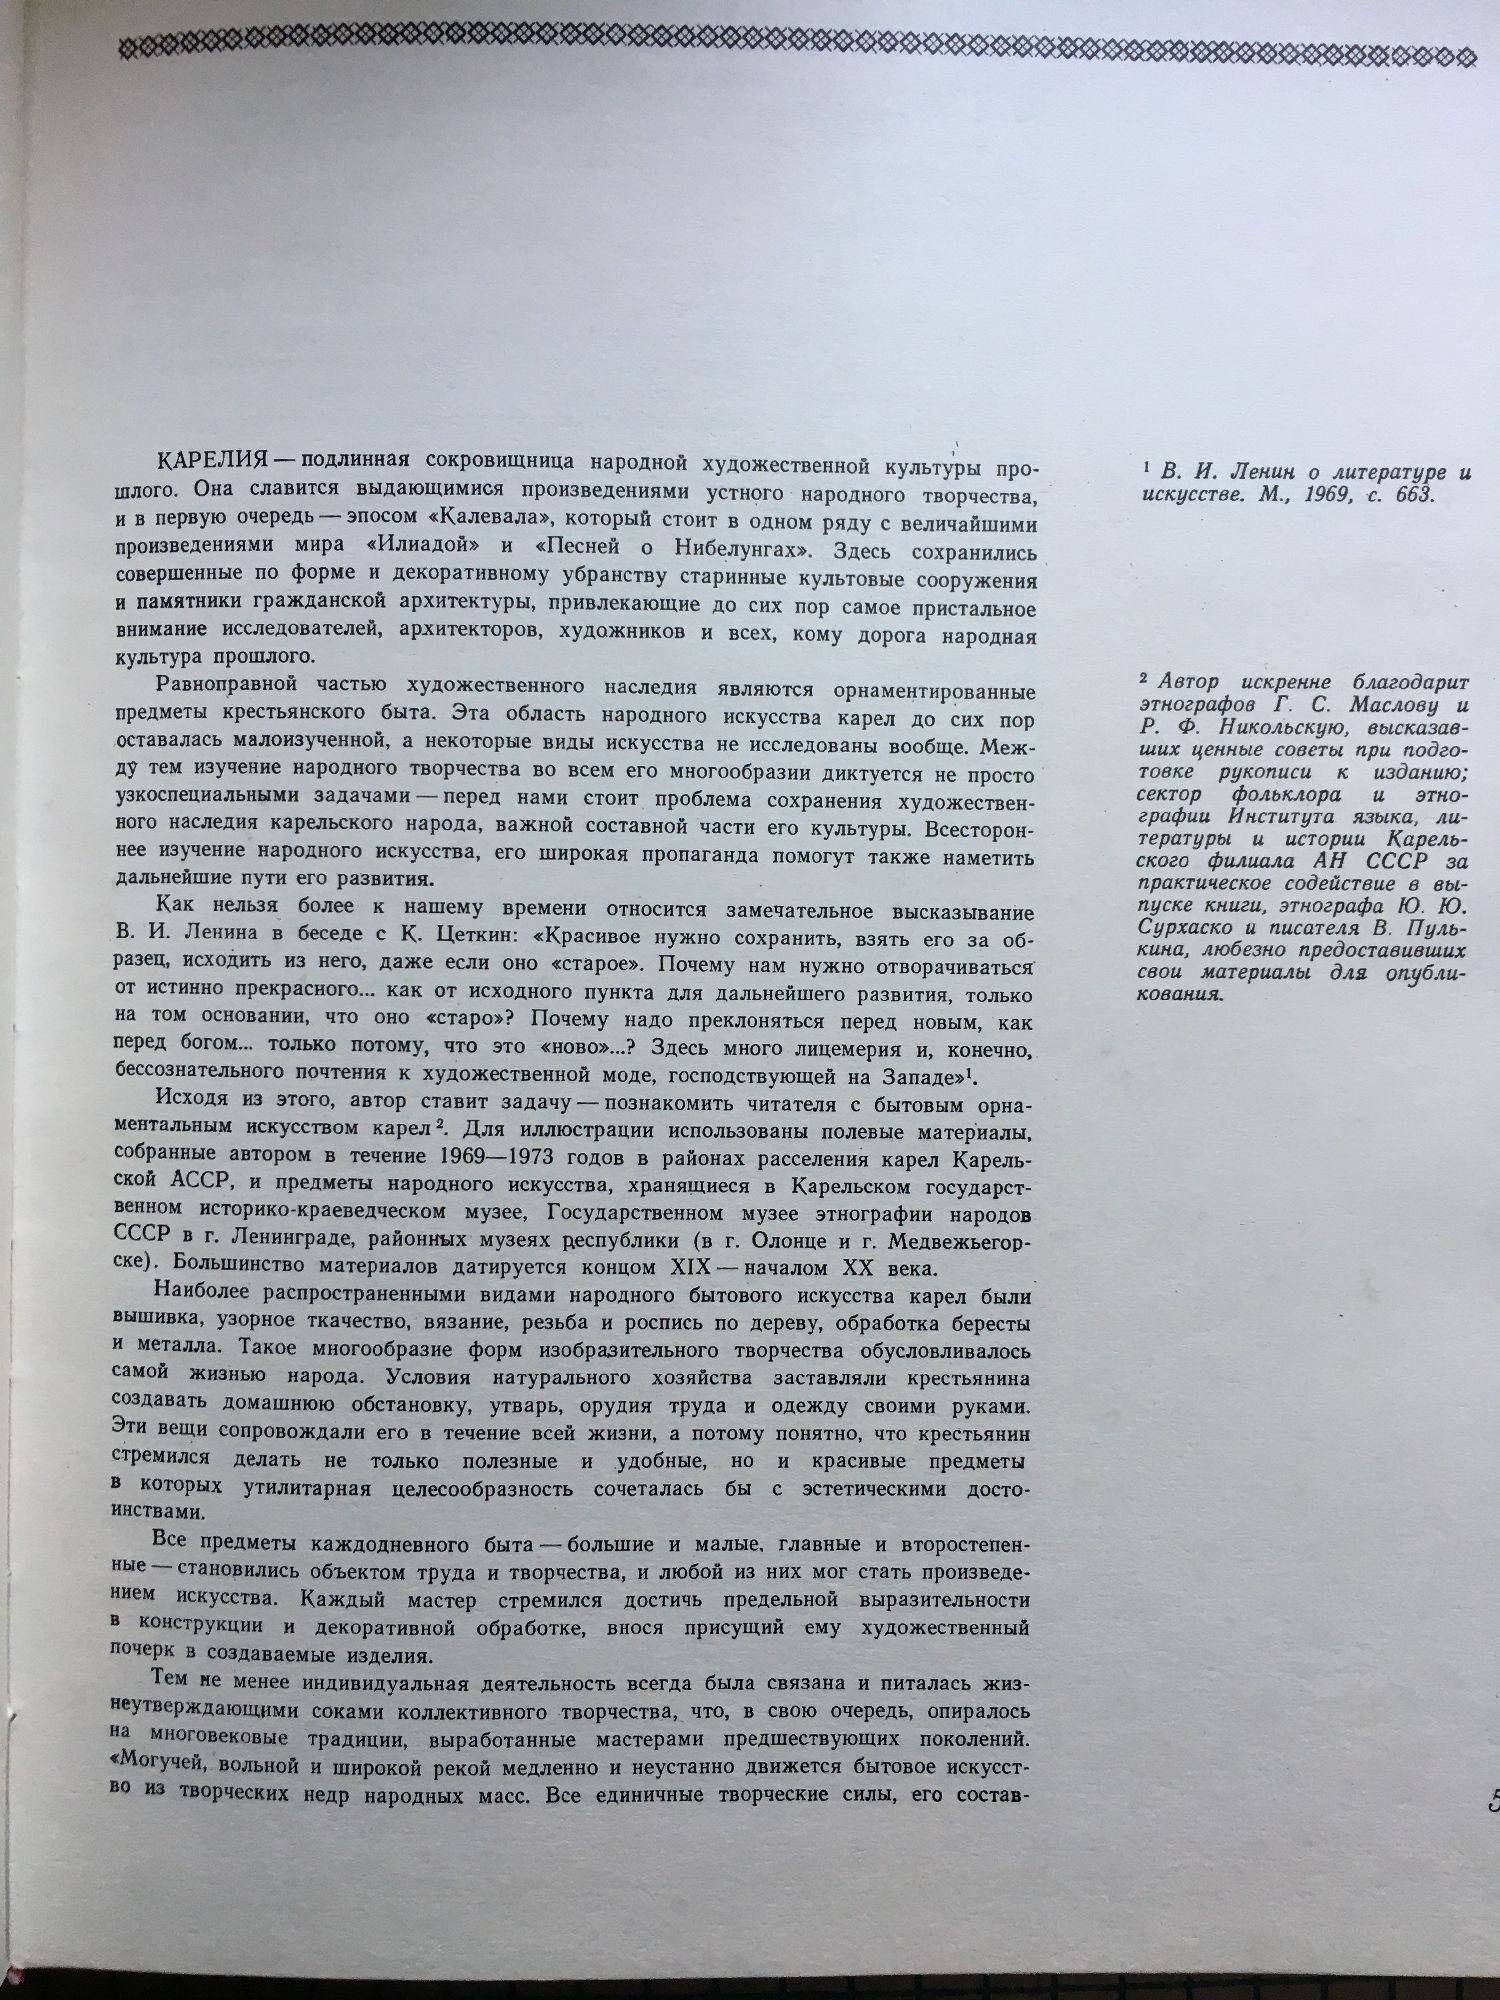 КАРЕЛИЯ — подлинная сокровищница народной художественной культуры про-
шлого. Она славится выдающимися произведениями устного народного творчества,
и в первую очередь — эпосом «Калевала», который стоит в одном ряду с величайшими
произведениями мира «Илиадой» и «Песней о Нибелунгах». Здесь сохранились
совершенные по форме и декоративному убранству старинные культовые сооружения
и памятники гражданской архитектуры, привлекающие до сих пор самое пристальное
внимание исследователей, архитекторов, художников и всех, кому дорога народная
культура прошлого.
Равноправной частью художественного наследия являются орнаментированные
предметы крестьянского быта. Эта область народного искусства карел до сих пор
оставалась малоизученной, а некоторые виды искусства не исследованы вообще. Меж-
ду тем изучение народного творчества во всем его многообразии диктуется не просто
узкоспециальными задачами — перед нами стоит проблема сохранения художествен-
ного наследия карельского народа, важной составной части его культуры. Всесторон-
нее изучение народного искусства, его широкая пропаганда помогут также наметить
дальнейшие пути его развития.
Как нельзя более к нашему времени относится замечательное высказывание
В. И. Ленина в беседе с К. Цеткин: «Красивое нужно сохранить, взять его за об-
разец, исходить из него, даже если оно «старое». Почему нам нужно отворачиваться
от истинно прекрасного... как от исходного пункта для дальнейшего развития, только
на том основании, что оно «старо»? Почему надо преклоняться перед новым, как
перед богом... только потому, что это «ново»...? Здесь много лицемерия и, конечно,
бессознательного почтения к художественной моде, господствующей на Западе»¹.
Исходя из этого, автор ставит задачу — познакомить читателя с бытовым орна-
ментальным искусством карел². Для иллюстрации использованы полевые материалы,
собранные автором в течение 1969—1973 годов в районах расселения карел Карель-
ской АССР, и предметы народного искусства, хранящиеся в Карельском государст-
венном историко-краеведческом музее, Государственном музее этнографии народов
СССР в г. Ленинграде, районных музеях республики (в г. Олонце и г. Медвежьегор-
ске). Большинство материалов датируется концом XIX — началом XX века.
Наиболее распространенными видами народного бытового искусства карел были
вышивка, узорное ткачество, вязание, резьба и роспись по дереву, обработка бересты
и металла. Такое многообразие форм изобразительного творчества обусловливалось
самой жизнью народа. Условия натурального хозяйства заставляли крестьянина
создавать домашнюю обстановку, утварь, орудия труда и одежду своими руками.
Эти вещи сопровождали его в течение всей жизни, а потому понятно, что крестьянин
стремился делать не только полезные и удобные, но и красивые предметы
в которых утилитарная целесообразность сочеталась бы с эстетическими досто-
инствами.
Все предметы каждодневного быта — большие и малые, главные и второстепен-
ные — становились объектом труда и творчества, и любой из них мог стать произведе-
нием искусства. Каждый мастер стремился достичь предельной выразительности
в конструкции и декоративной обработке, внося присущий ему художественный
почерк в создаваемые изделия.
Тем не менее индивидуальная деятельность всегда была связана и питалась жиз-
неутверждающими соками коллективного творчества, что, в свою очередь, опиралось
на многовековые традиции, выработанные мастерами предшествующих поколений.
«Могучей, вольной и широкой рекой медленно и неустанно движется бытовое искусст-
во из творческих недр народных масс. Все единичные творческие силы, его состав-
¹ В. И. Ленин о литературе и
искусстве. М., 1969, с. 663.
² Автор искренне благодарит
этнографов Г. С. Маслову и
Р. Ф. Никольскую, высказав-
ших ценные советы при подго-
товке рукописи к изданию;
сектор фольклора и этно-
графии Института языка, ли-
тературы и истории Карель-
ского филиала АН СССР за
практическое содействие в вы-
пуске книги, этнографа Ю. Ю.
Сурхаско и писателя В. Пуль-
кина, любезно предоставивших
свои материалы для опубли-
кования.
5